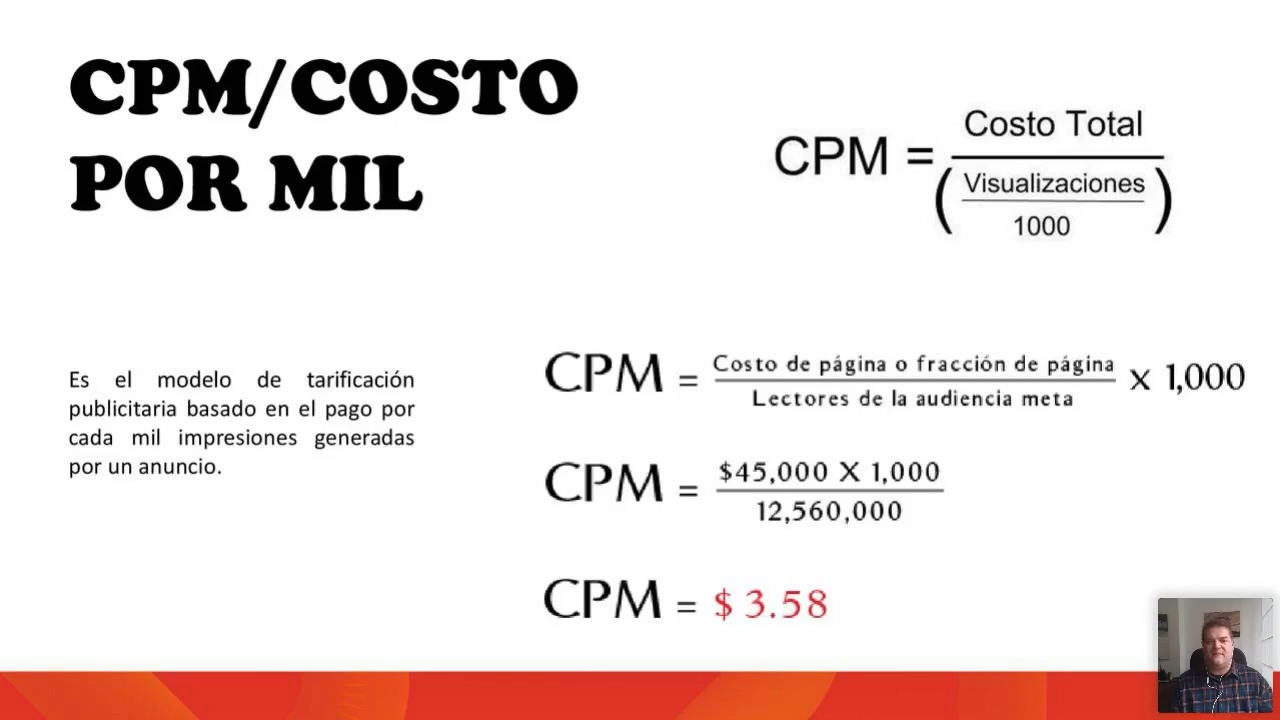 CPM/COSTO
POR MIL
CPM =
Costo Total
( Visualizaciones )
1000
Es el modelo de tarificación
publicitaria basado en el pago por
cada mil impresiones generadas
por un anuncio.
CPM = Costo de página o fracción de página x 1,000
Lectores de la audiencia meta
CPM = $45,000 X 1,000
12,560,000
CPM = $ 3.58